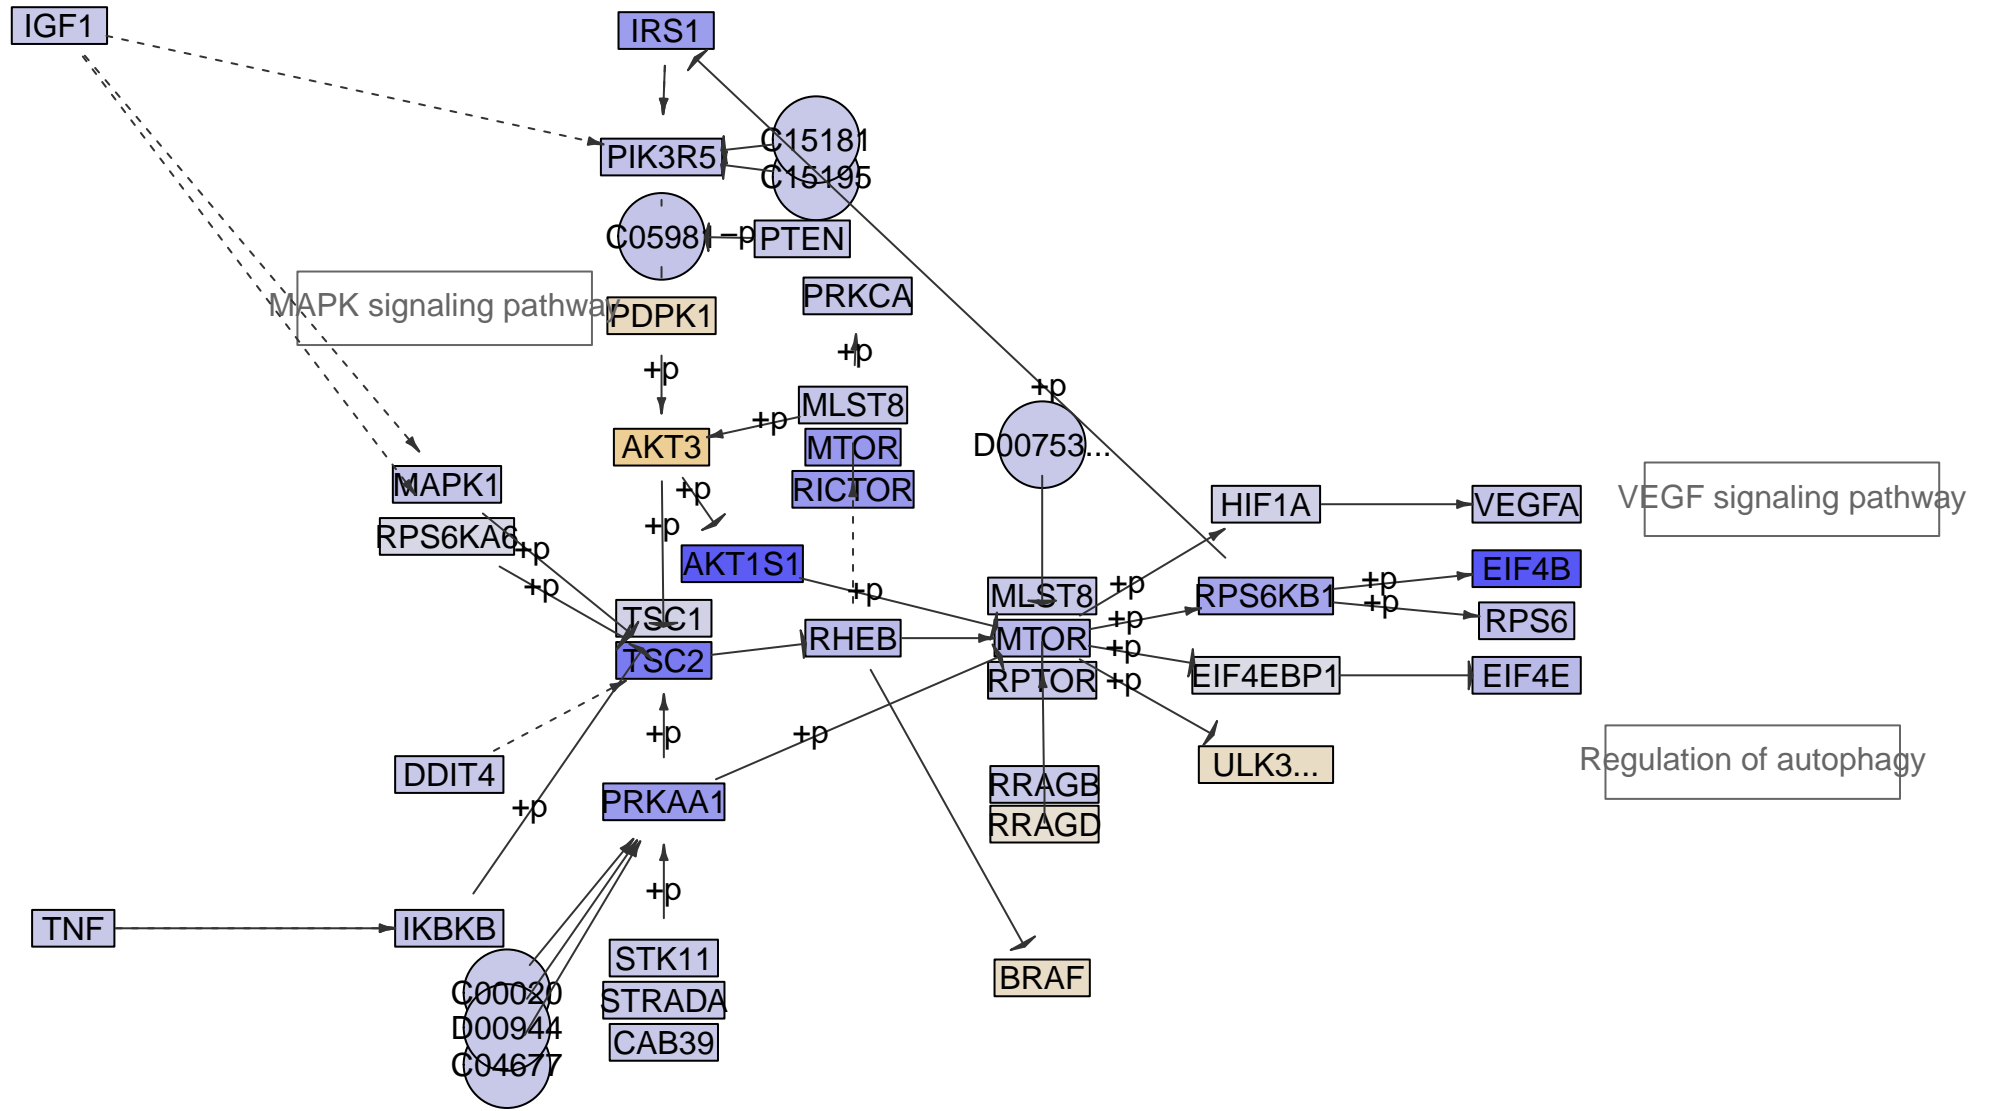 IGF1
IRS1
PIK3R5
C15181
C15195
C0598
-p
PTEN
PRKCA
MAPK signaling pathway
PDPK1
+p
+p
MLST8
+p
+p
AKT3
MTOR
D00753...
RICTOR
+p
MAPK1
HIF1A
VEGFA
VEGF signaling pathway
RPS6KA6
+p
+p
AKT1S1
EIF4B
+p
+p
+p
+p
MLST8
RPS6KB1
+p
TSC1
+p
RPS6
RHEB
MTOR
+p
TSC2
RPTOR
+p
EIF4EBP1
EIF4E
+p
+p
DDIT4
ULK3...
Regulation of autophagy
RRAGB
PRKAA1
+p
RRAGD
+p
TNF
IKBKB
STK11
BRAF
C00020
STRADA
D00944
CAB39
C04677